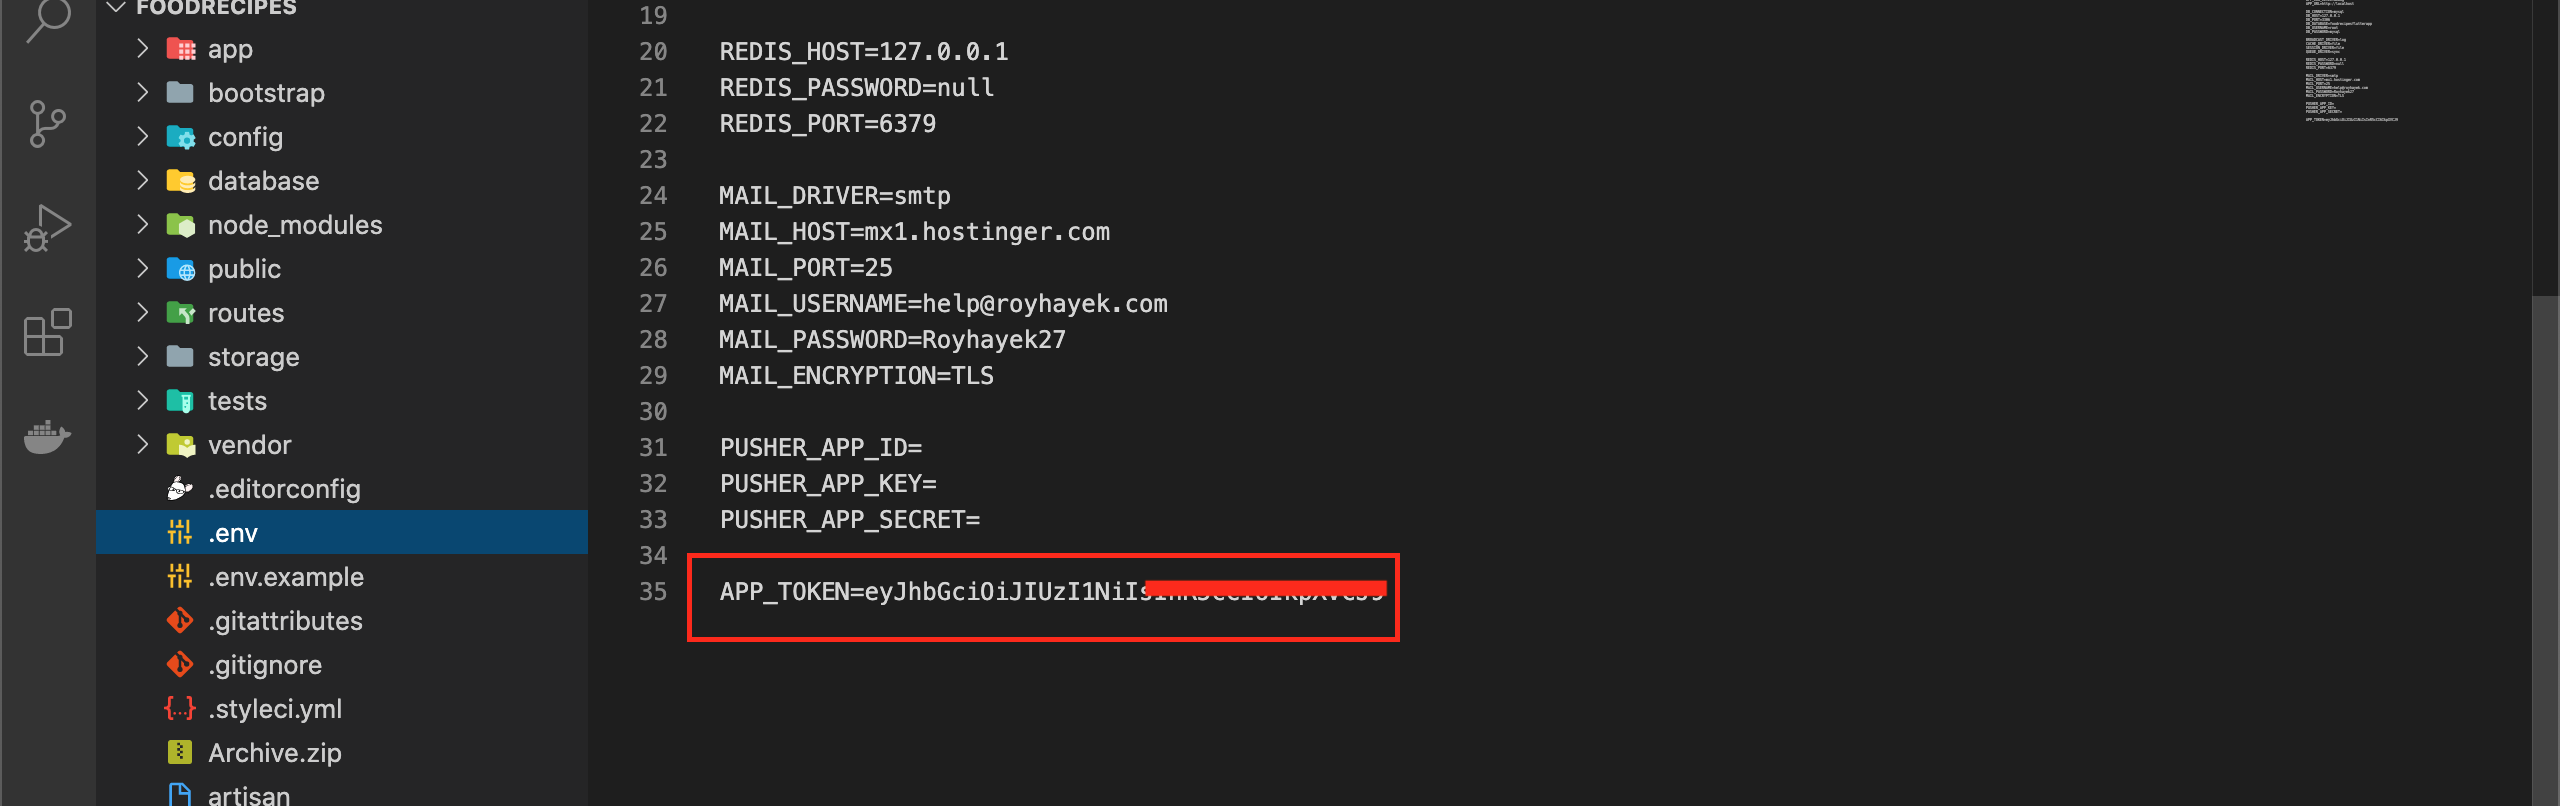 FOODRECIPES
app
bootstrap
config
database
node_modules
public
routes
storage
tests
vendor
.editorconfig
.env
.env.example
.gitattributes
.gitignore
.styleci.yml
Archive.zip
artisan
19
20 REDIS_HOST=127.0.0.1
21 REDIS_PASSWORD=null
22 REDIS_PORT=6379
23
24 MAIL_DRIVER=smtp
25 MAIL_HOST=mx1.hostinger.com
26 MAIL_PORT=25
27 MAIL_USERNAME=help@royhayek.com
28 MAIL_PASSWORD=Royhayek27
29 MAIL_ENCRYPTION=TLS
30
31 PUSHER_APP_ID=
32 PUSHER_APP_KEY=
33 PUSHER_APP_SECRET=
34
35 APP_TOKEN=eyJhbGciOiJIUzI1NiIs